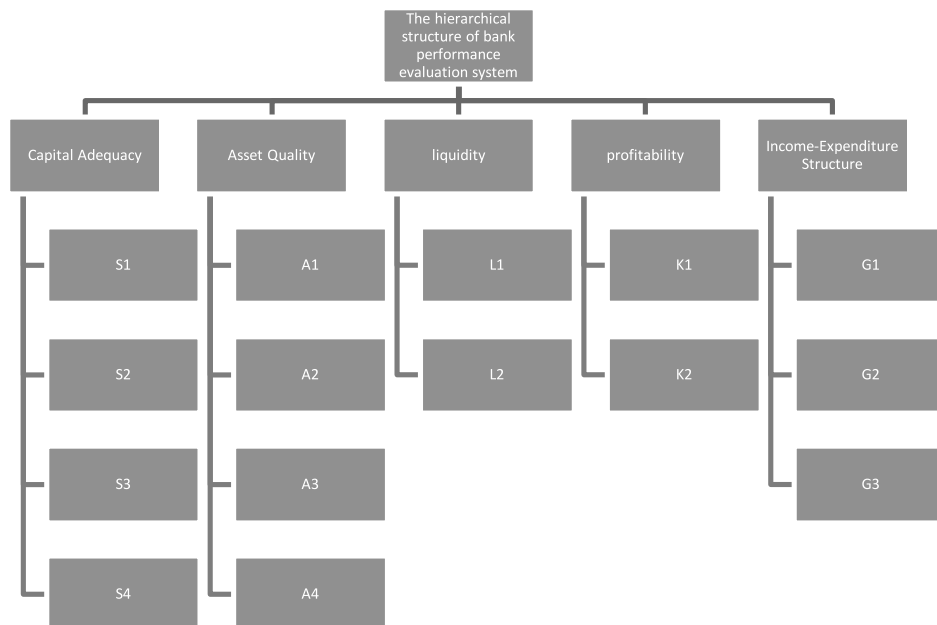 The hierarchical
structure of bank
performance
evaluation system
Capital Adequacy
Asset Quality
liquidity
profitability
Income-Expenditure
Structure
S1
A1
L1
K1
G1
S2
A2
L2
K2
G2
S3
A3
G3
S4
A4